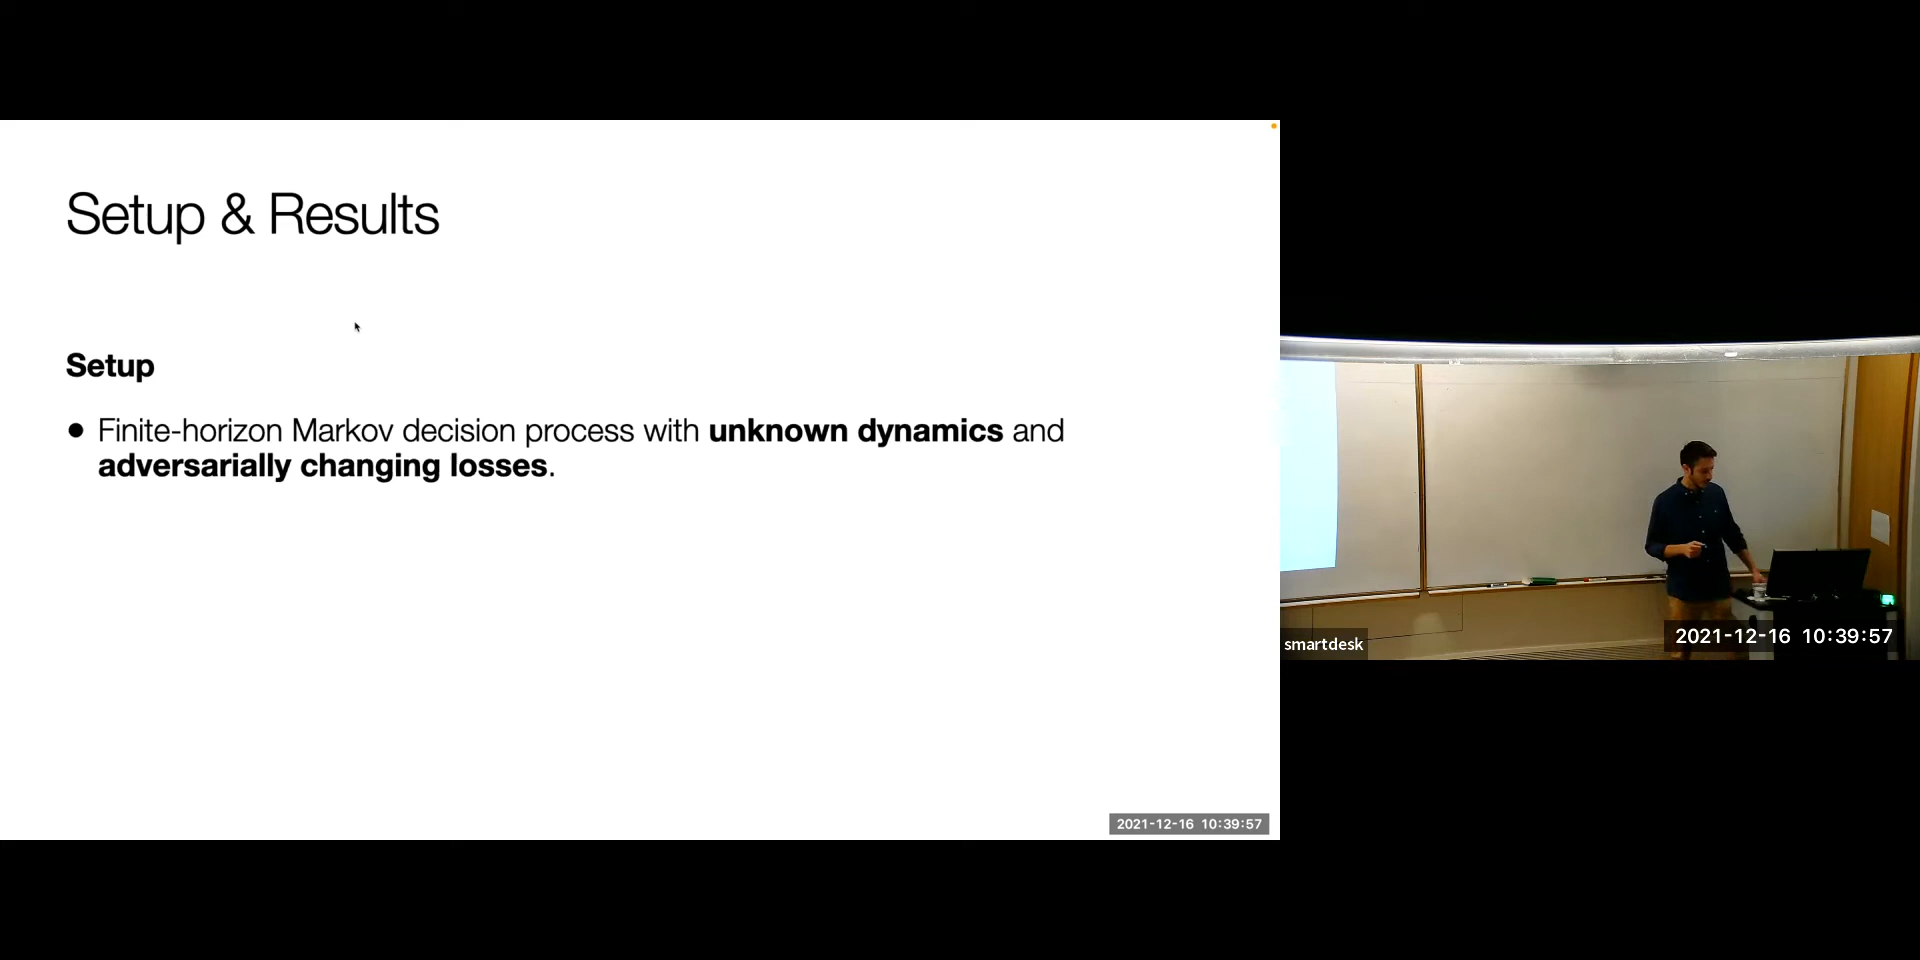 Setup & Results
Setup
● Finite-horizon Markov decision process with unknown dynamics and
adversarially changing losses.
2021-12-16 10:39:57
smartdesk
2021-12-16 10:39:57